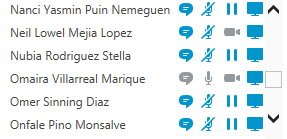 Nanci Yasmin Puin Nemeguen
Neil Lowel Mejia Lopez
Nubia Rodriguez Stella
Omaira Villarreal Marique
Omer Sinning Diaz
Onfale Pino Monsalve